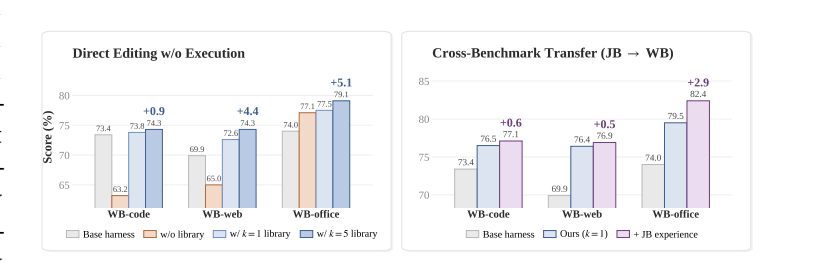 Direct Editing w/o Execution
Score (%)
80
75
70
65
+0.9
+4.4
+5.1
73.4
63.2
73.8
74.3
69.9
65.0
72.6
74.3
74.0
77.1
77.5
79.1
WB-code
WB-web
WB-office
Base harness
w/o library
w/ k=1 library
w/ k=5 library
Cross-Benchmark Transfer (JB → WB)
85
80
75
70
+0.6
+0.5
+2.9
73.4
76.5
77.1
69.9
76.4
76.9
74.0
79.5
82.4
WB-code
WB-web
WB-office
Base harness
Ours (k=1)
+ JB experience